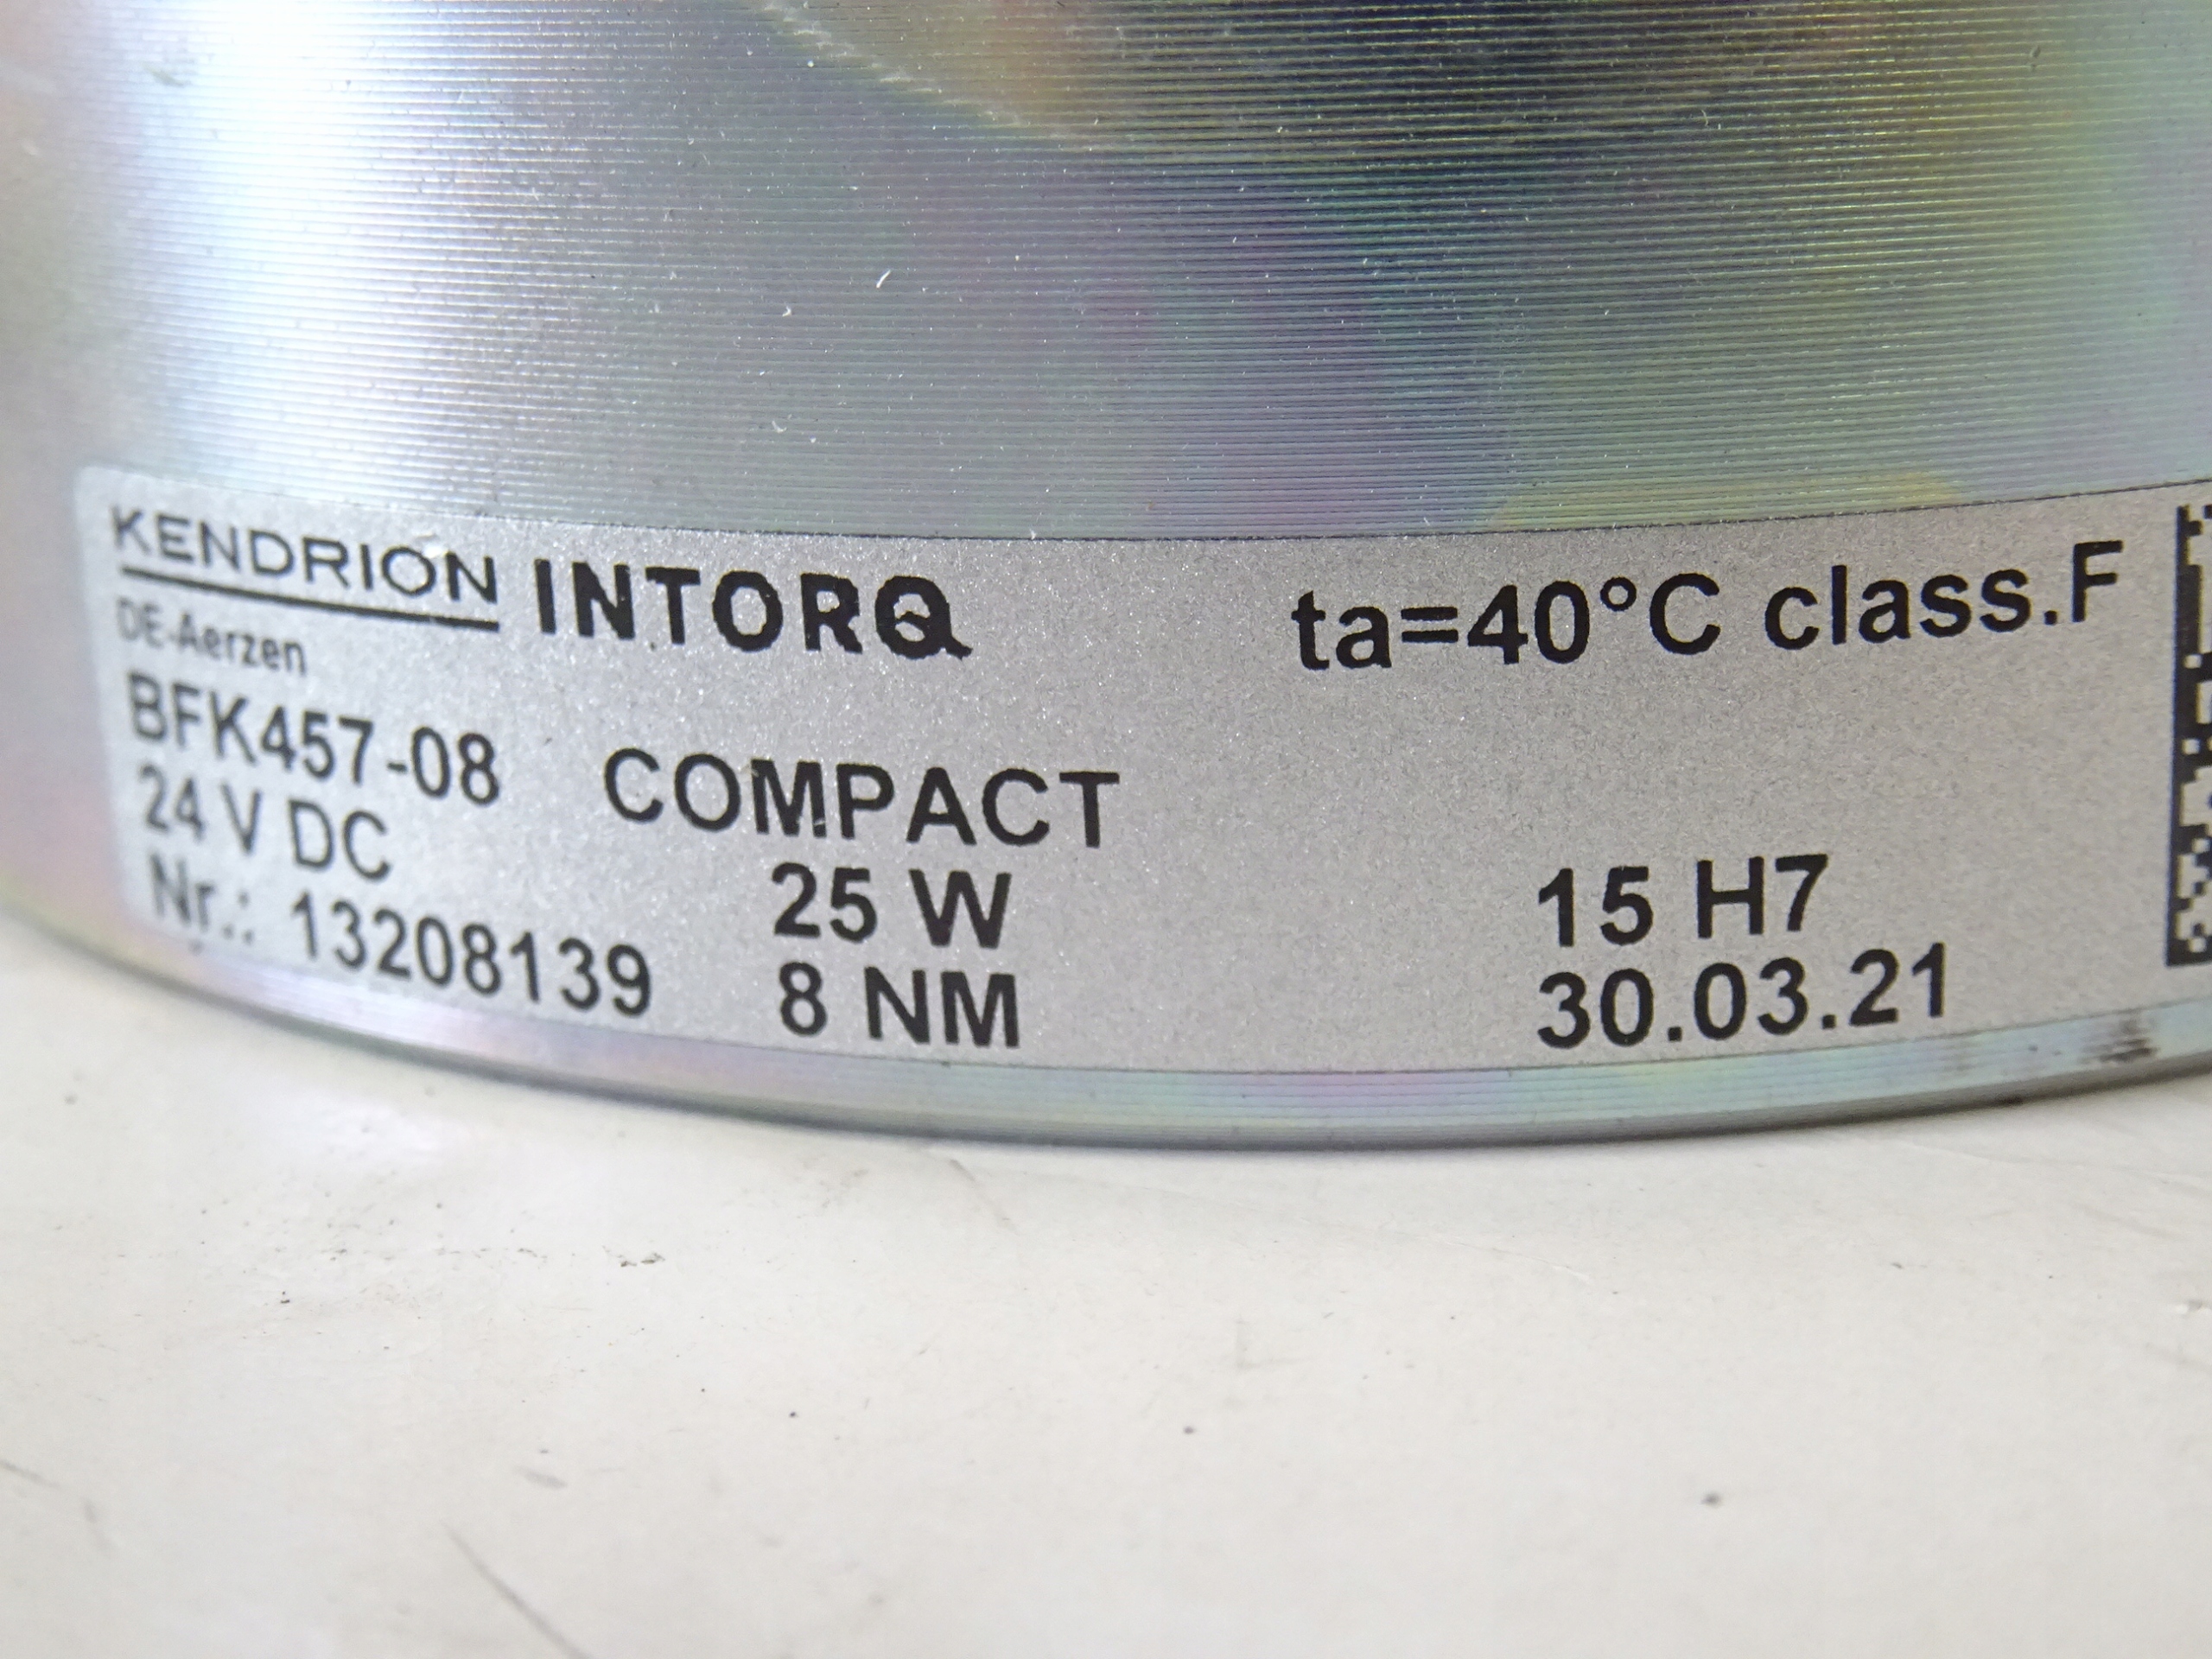 KENDRION INTORQ ta=40°C class.F
DE-Aerzen
BFK457-08 COMPACT
24 V DC 25 W 15 H7
Nr.: 13208139 8 NM 30.03.21